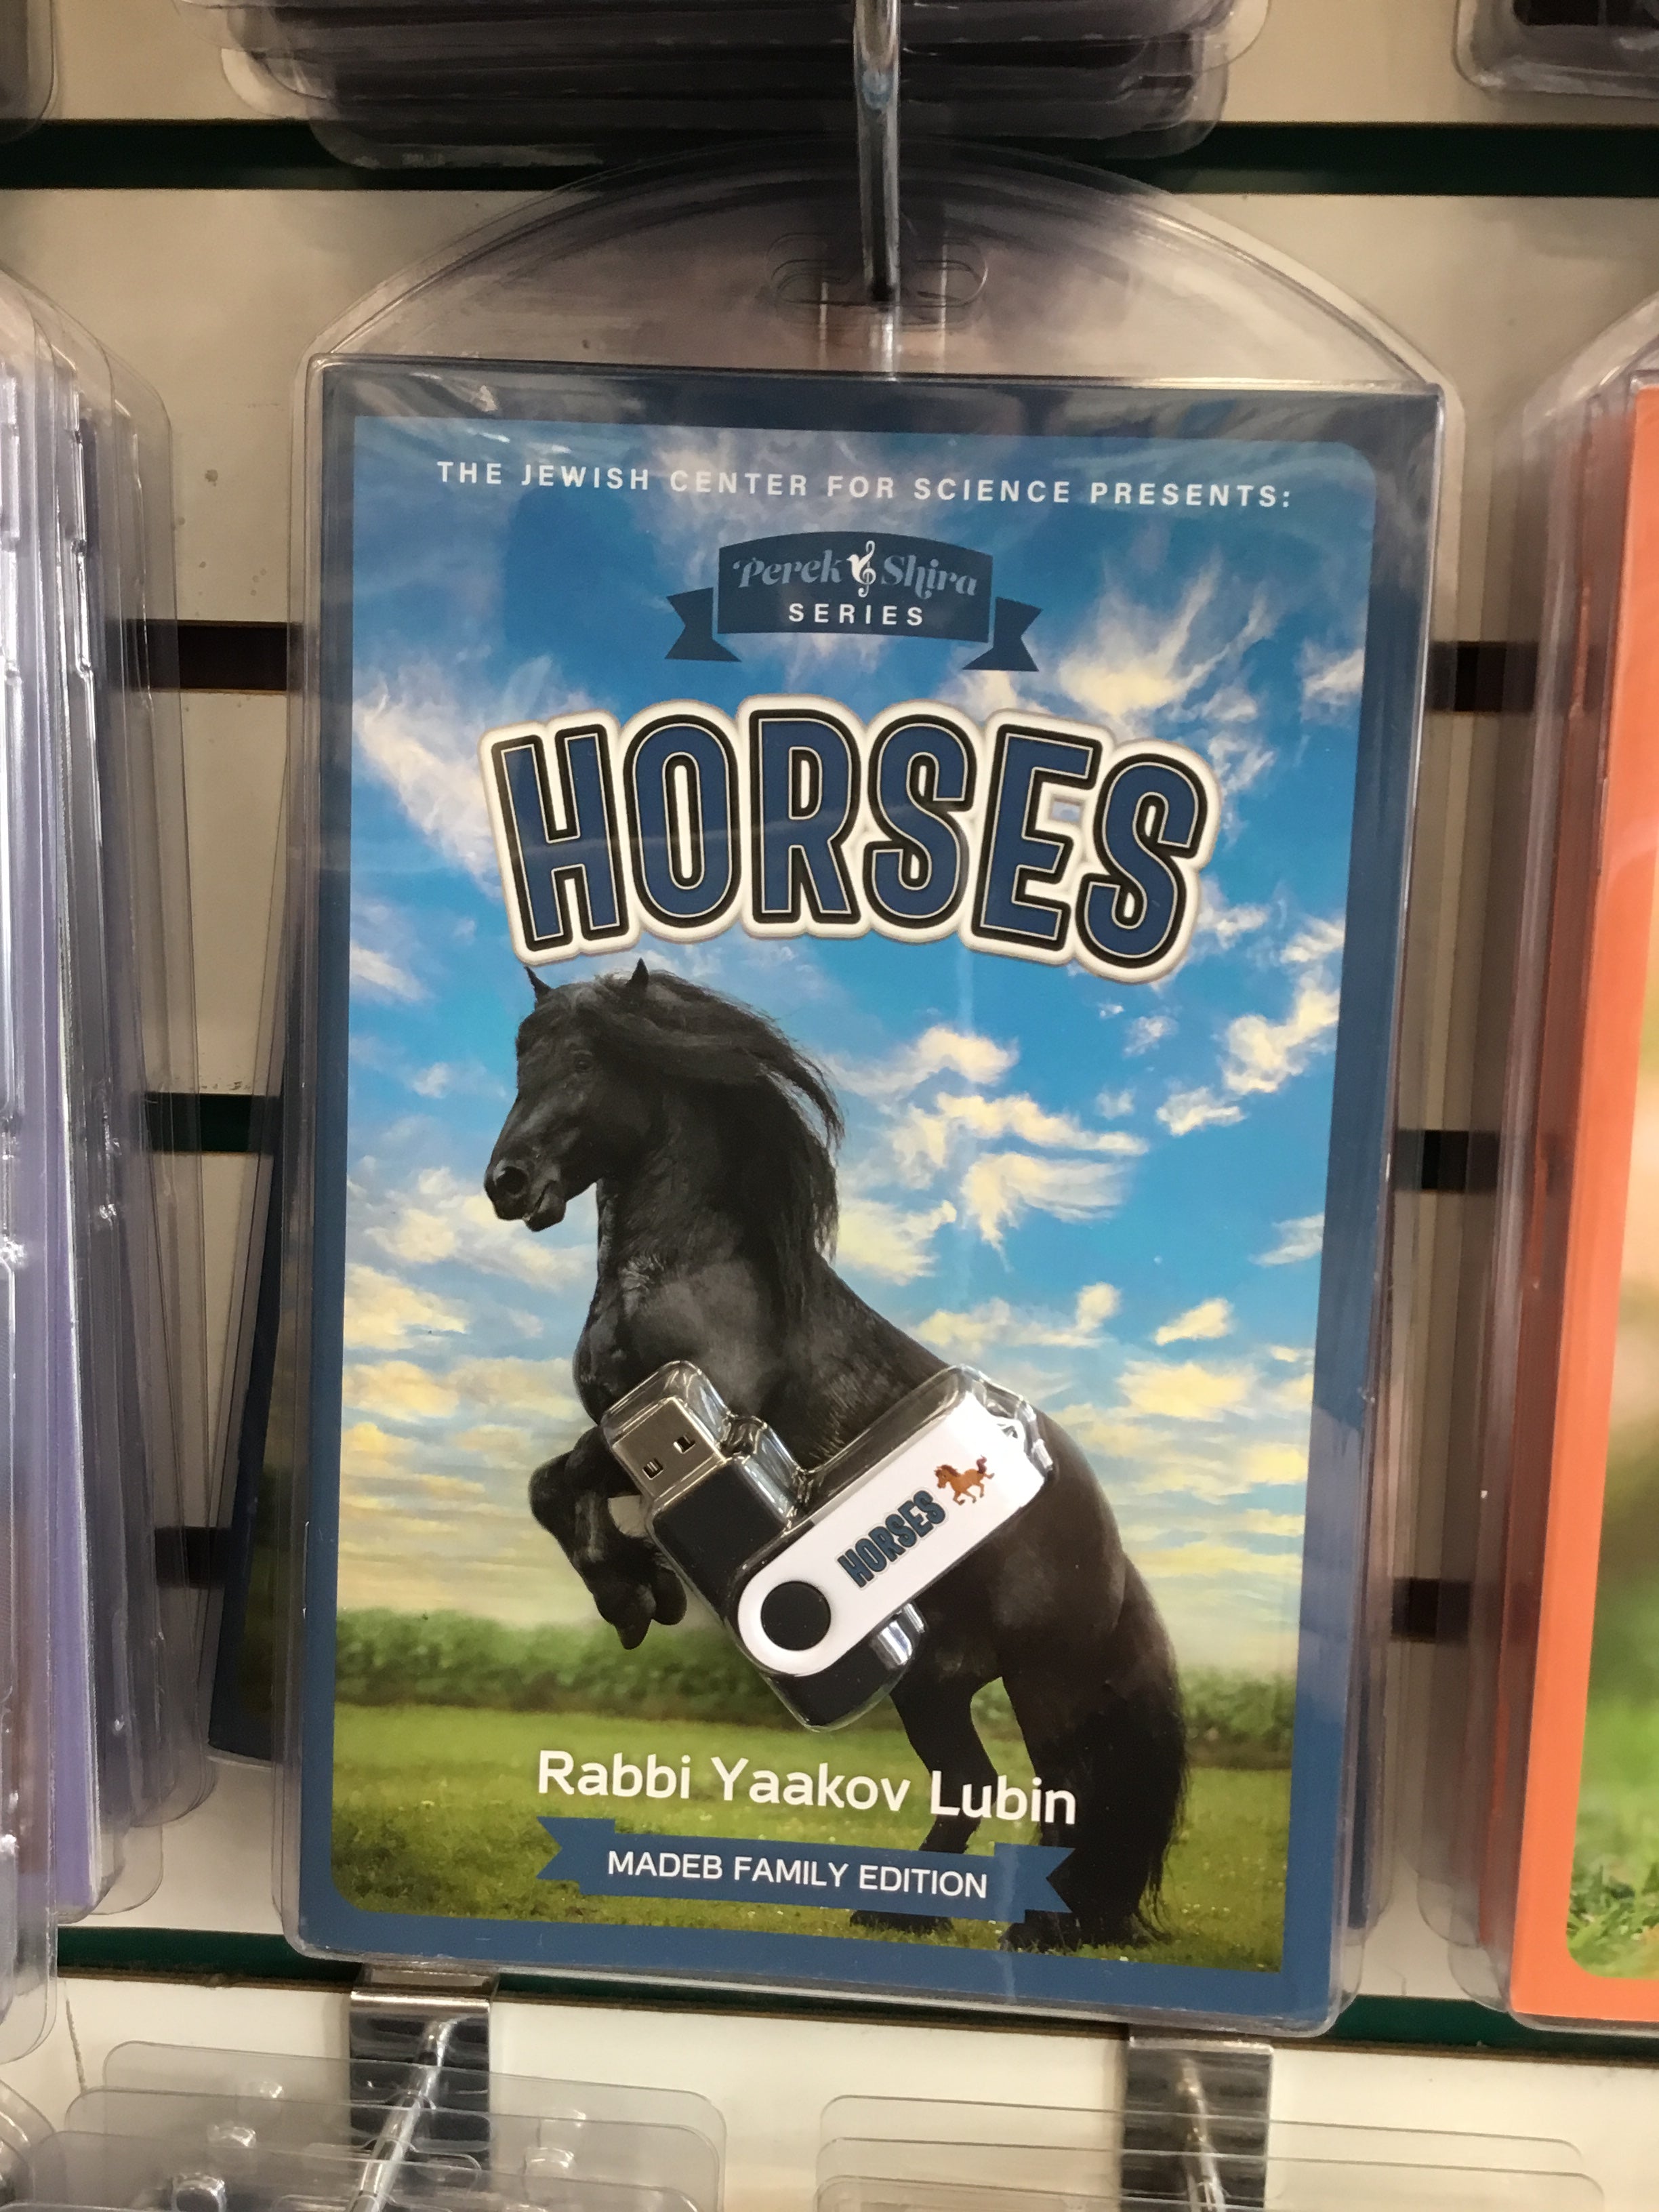 THE JEWISH CENTER FOR SCIENCE PRESENTS:
Perek Shira
SERIES
HORSES
HORSES
Rabbi Yaakov Lubin
MADEB FAMILY EDITION